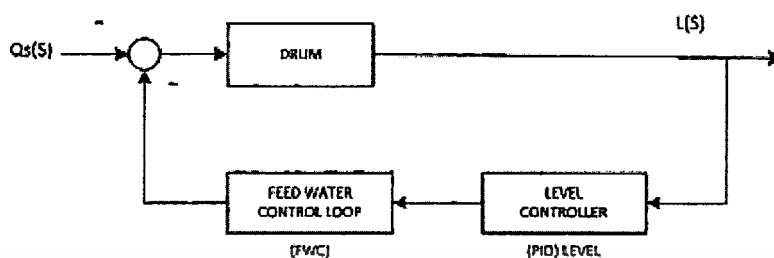 L(S)
-
Qs(S)
DRUM
-
FEED WATER
CONTROL LOOP
LEVEL
CONTROLLER
(FWC)
(PID) LEVEL